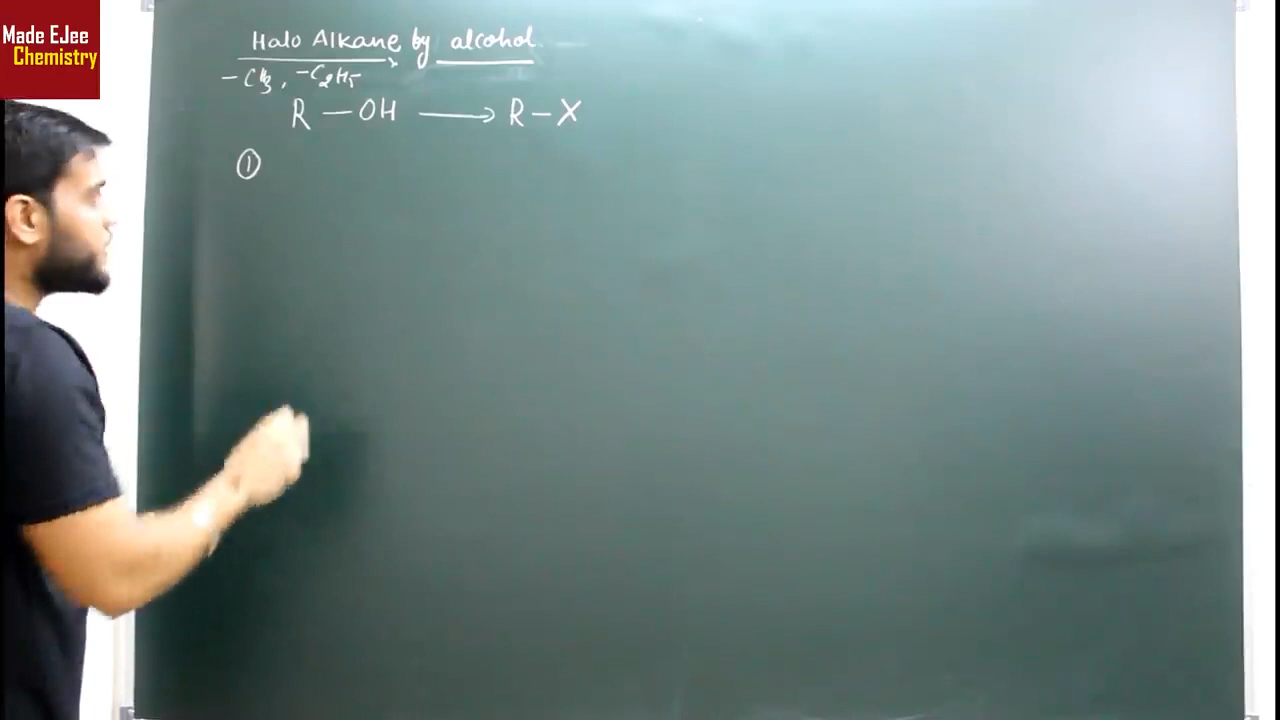 Made EJee
Chemistry
Halo Alkane by alcohol
-CH3, -C2H5
R - OH ⟶ R - X
①